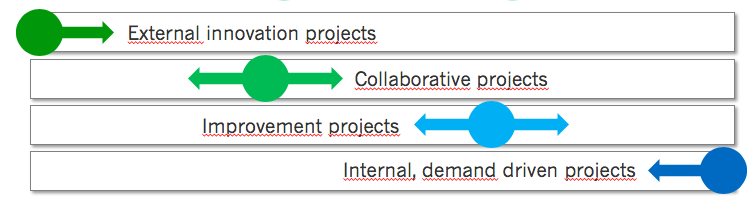 External innovation projects
Collaborative projects
Improvement projects
Internal, demand driven projects